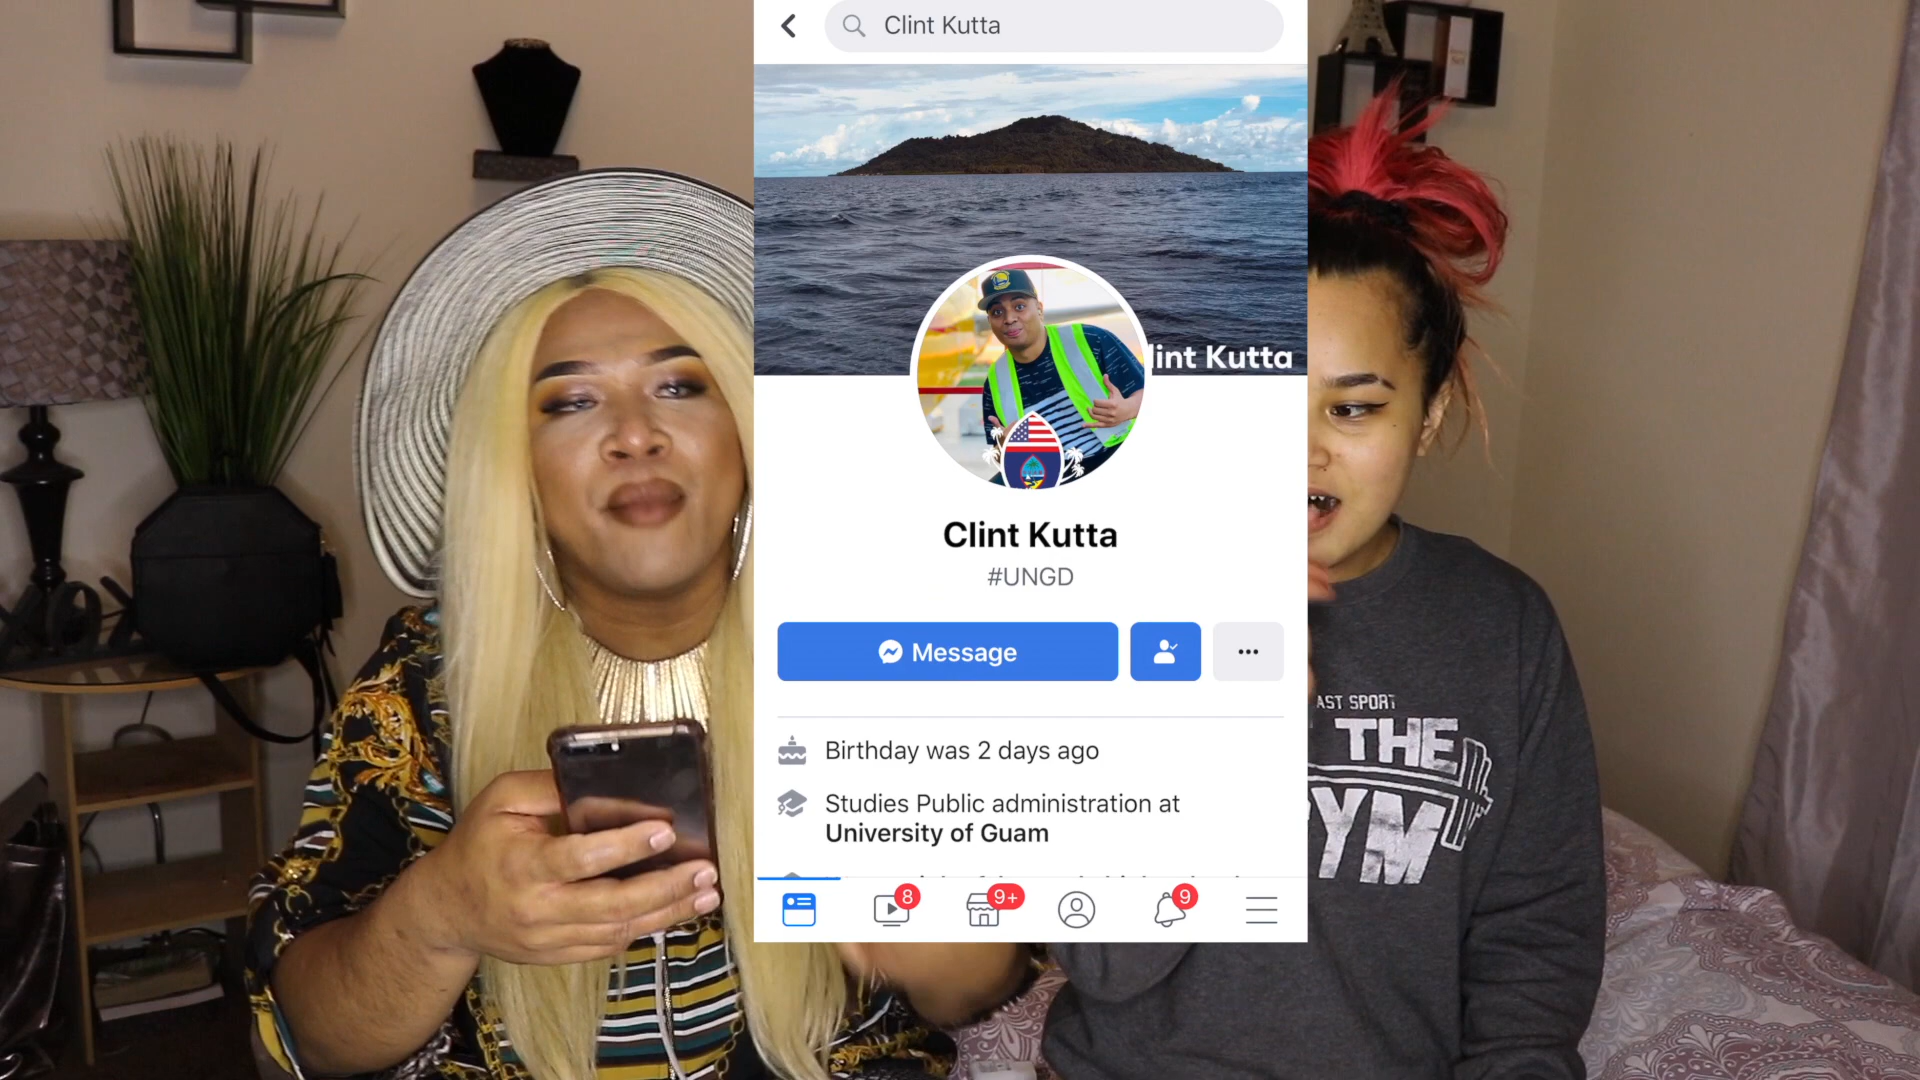 Clint Kutta
lint Kutta
Clint Kutta
#UNGD
Message
Birthday was 2 days ago
Studies Public administration at
University of Guam
8
9+
9
AST SPORT
THE
YM